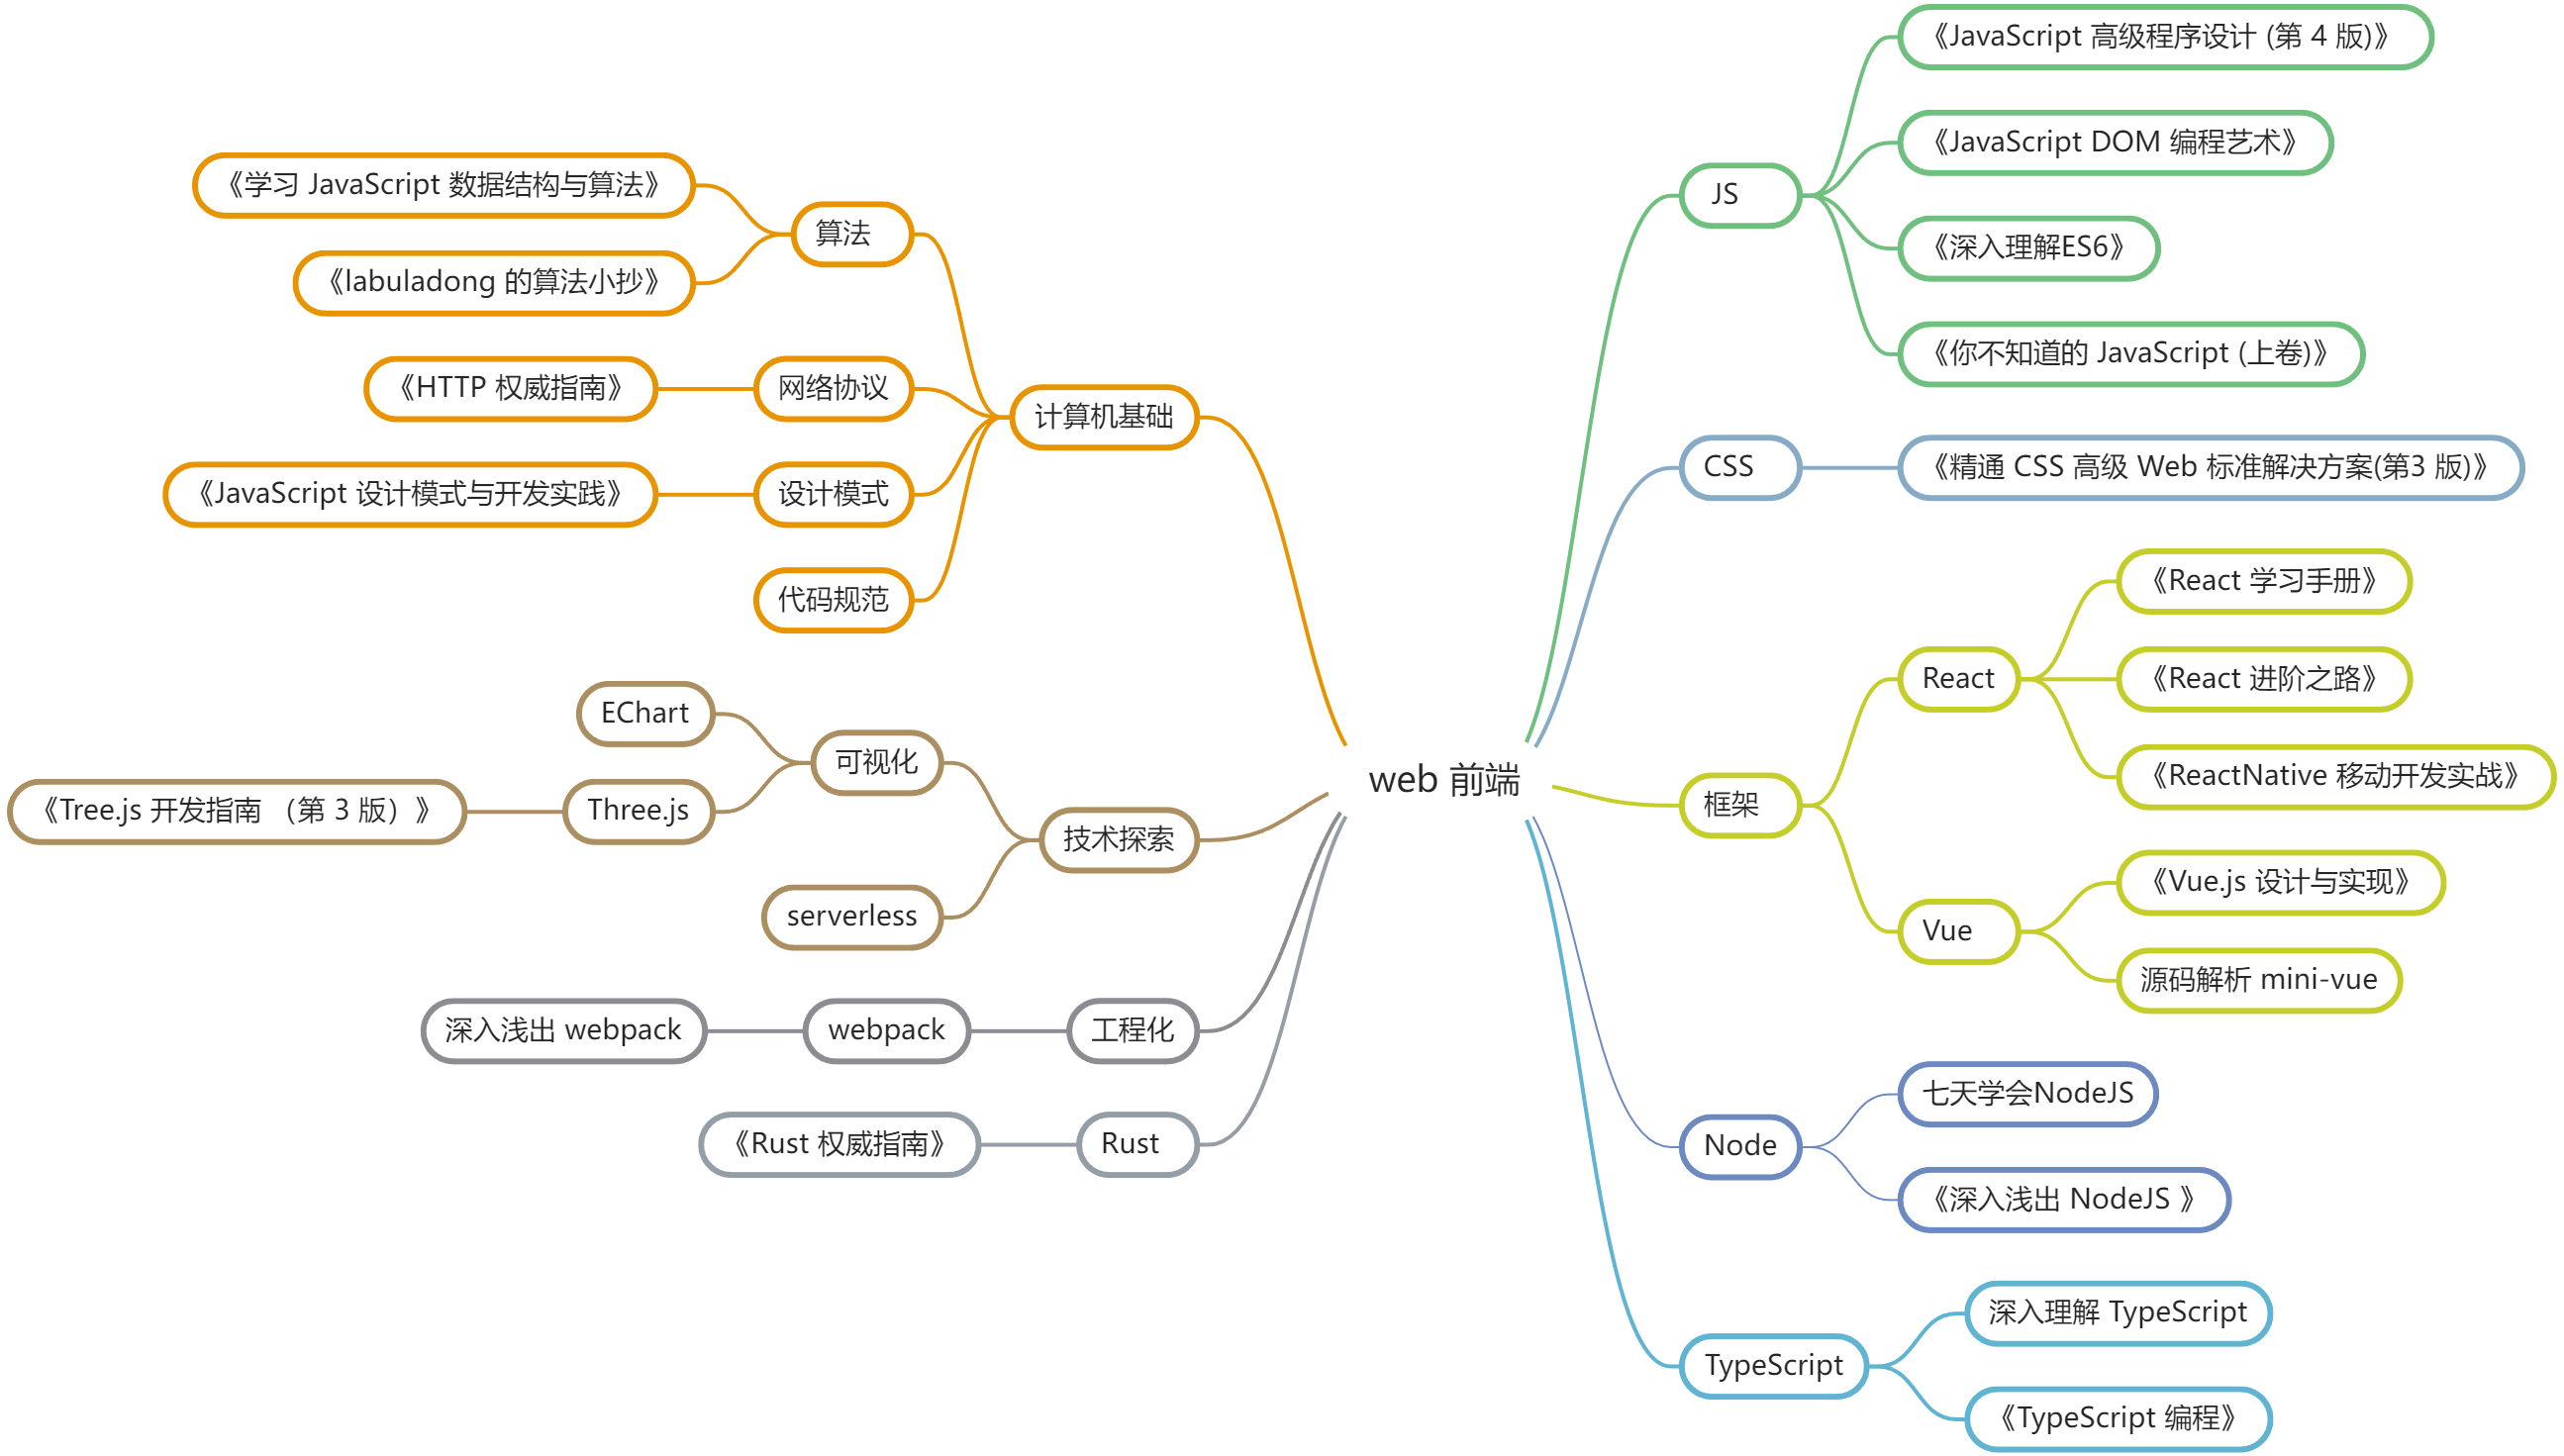 web 前端
JS
《JavaScript 高级程序设计 (第 4 版)》
《JavaScript DOM 编程艺术》
《深入理解ES6》
《你不知道的 JavaScript (上卷)》
CSS
《精通 CSS 高级 Web 标准解决方案(第3 版)》
框架
React
《React 学习手册》
《React 进阶之路》
《ReactNative 移动开发实战》
Vue
《Vue.js 设计与实现》
源码解析 mini-vue
Node
七天学会NodeJS
《深入浅出 NodeJS 》
TypeScript
深入理解 TypeScript
《TypeScript 编程》
计算机基础
算法
《学习 JavaScript 数据结构与算法》
《labuladong 的算法小抄》
网络协议
《HTTP 权威指南》
设计模式
《JavaScript 设计模式与开发实践》
代码规范
技术探索
可视化
EChart
Three.js
《Tree.js 开发指南 （第 3 版）》
serverless
工程化
webpack
深入浅出 webpack
Rust
《Rust 权威指南》